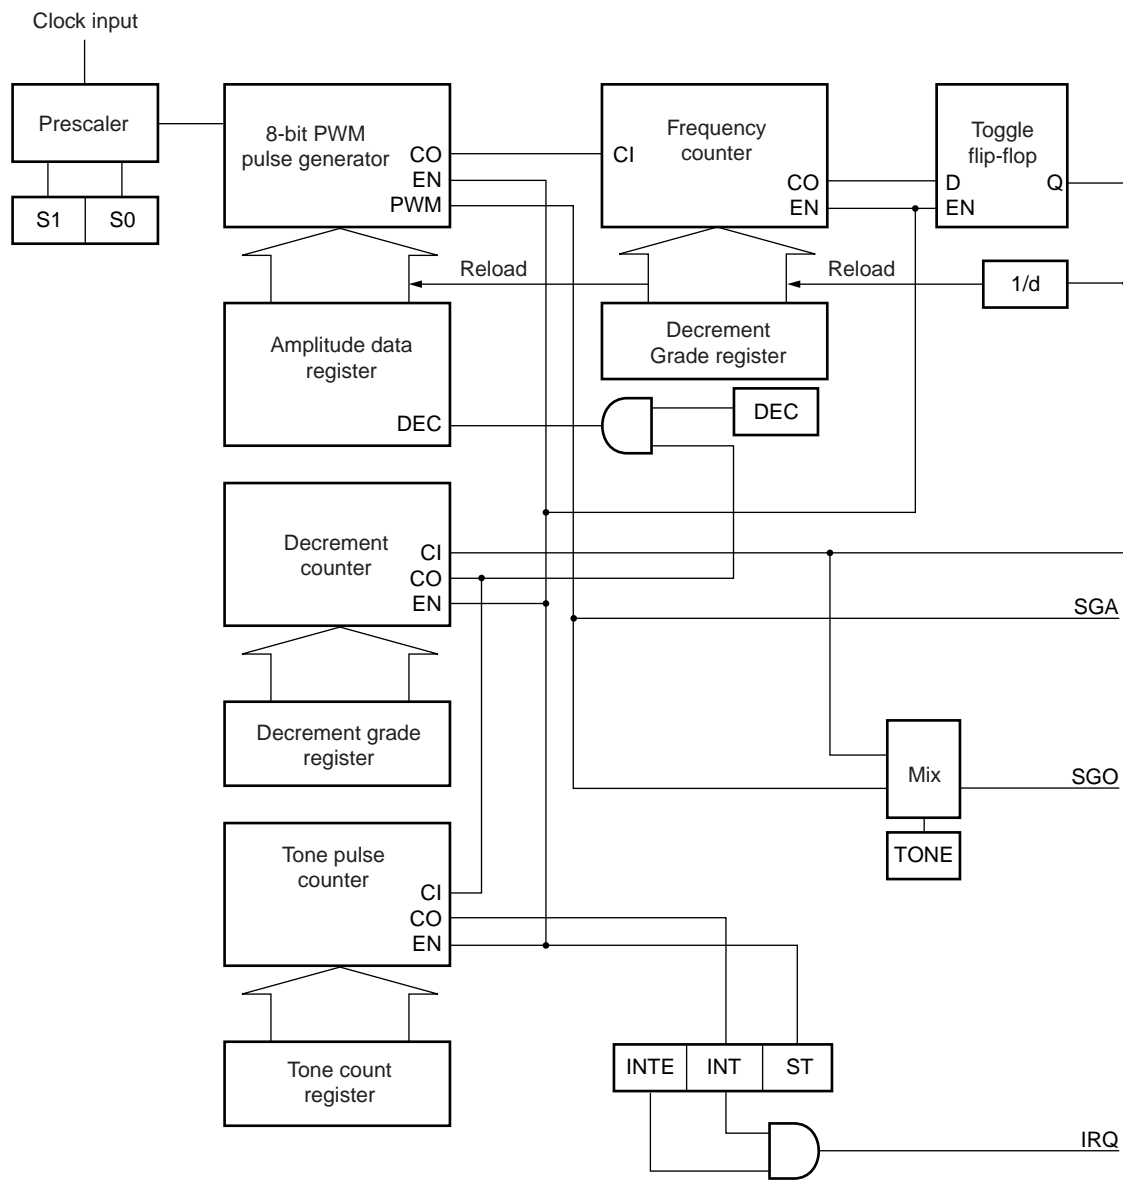 Clock input
Prescaler
S1 S0
8-bit PWM
pulse generator
CO
EN
PWM
Frequency
counter
CI
CO
EN
Toggle
flip-flop
D
Q
EN
Reload
Reload
1/d
Amplitude data
register
DEC
Decrement
Grade register
DEC
Decrement
counter
CI
CO
EN
SGA
Decrement grade
register
Mix
SGO
TONE
Tone pulse
counter
CI
CO
EN
Tone count
register
INTE INT ST
IRQ